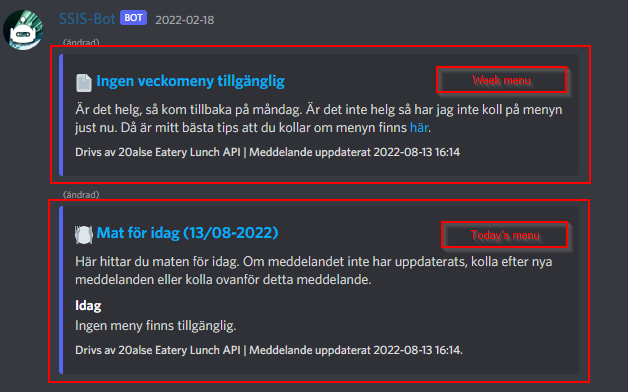 SSIS-Bot BOT 2022-02-18
(ändrad)
Ingen veckomeny tillgänglig
Week menu
Är det helg, så kom tillbaka på måndag. Är det inte helg så har jag inte koll på menyn
just nu. Då är mitt bästa tips att du kollar om menyn finns här.
Drivs av 20alse Eatery Lunch API | Meddelande uppdaterat 2022-08-13 16:14
(ändrad)
Mat för idag (13/08-2022)
Today's menu
Här hittar du maten för idag. Om meddelandet inte har uppdaterats, kolla efter nya
meddelanden eller kolla ovanför detta meddelande.
Idag
Ingen meny finns tillgänglig.
Drivs av 20alse Eatery Lunch API | Meddelande uppdaterat 2022-08-13 16:14.